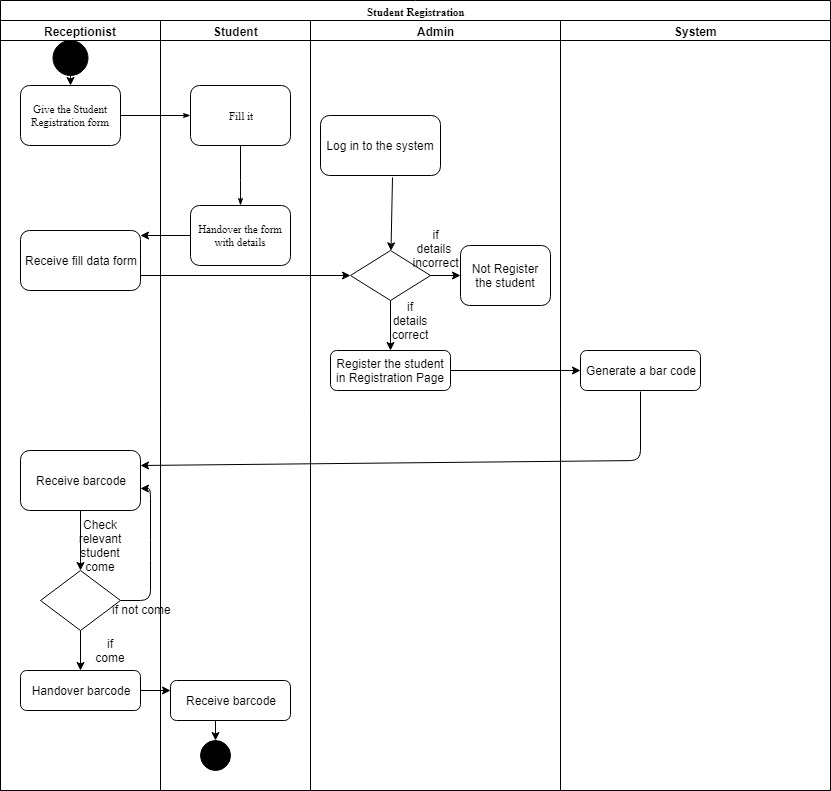 Student Registration
Receptionist
Student
Admin
System
Give the Student
Registration form
Fill it
Log in to the system
Handover the form
with details
Receive fill data form
if
details
incorrect
Not Register
the student
if
details
correct
Register the student
in Registration Page
Generate a bar code
Receive barcode
Check
relevant
student
come
if not come
if
come
Handover barcode
Receive barcode